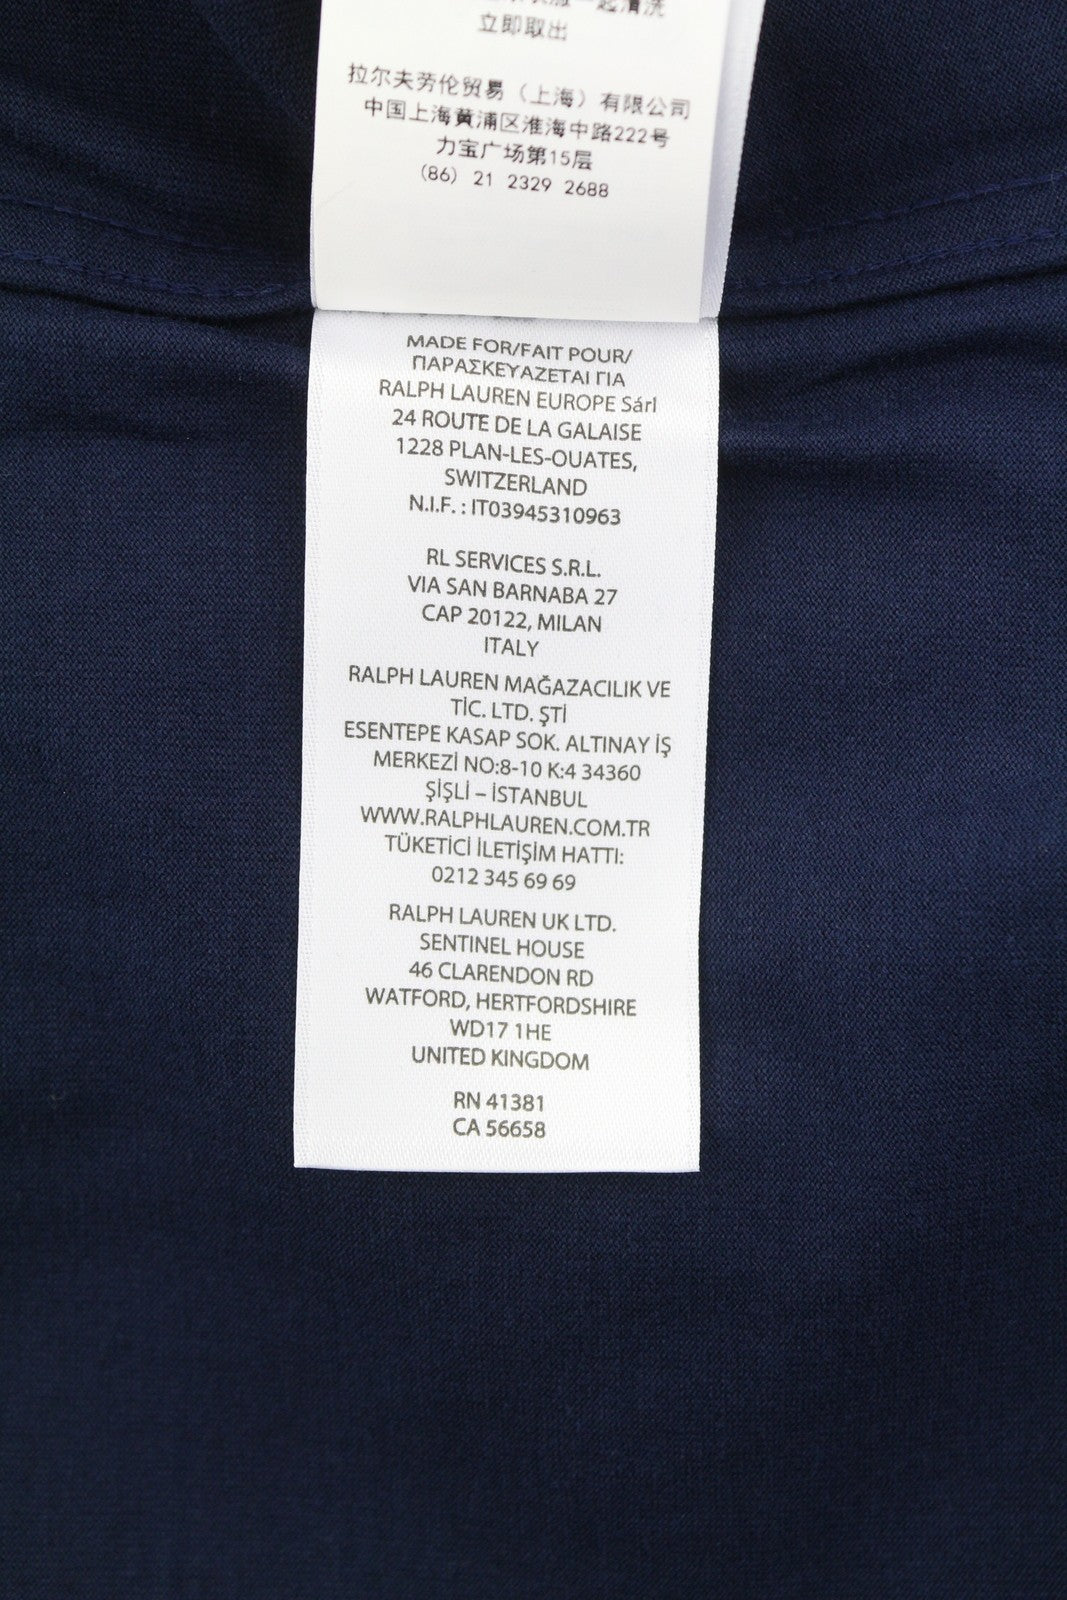 一起清洗
立即取出
拉尔夫劳伦贸易（上海）有限公司
中国上海黄浦区淮海中路222号
力宝广场第15层
(86) 21 2329 2688
MADE FOR/FAIT POUR/
ΠΑΡΑΣΚΕΥΑΖΕΤΑΙ ΓΙΑ
RALPH LAUREN EUROPE Sárl
24 ROUTE DE LA GALAISE
1228 PLAN-LES-OUATES,
SWITZERLAND
N.I.F. : IT03945310963
RL SERVICES S.R.L.
VIA SAN BARNABA 27
CAP 20122, MILAN
ITALY
RALPH LAUREN MAĞAZACILIK VE
TİC. LTD. ŞTİ
ESENTEPE KASAP SOK. ALTINAY İŞ
MERKEZİ NO:8-10 K:4 34360
ŞİŞLİ – İSTANBUL
WWW.RALPHLAUREN.COM.TR
TÜKETİCİ İLETİŞİM HATTI:
0212 345 69 69
RALPH LAUREN UK LTD.
SENTINEL HOUSE
46 CLARENDON RD
WATFORD, HERTFORDSHIRE
WD17 1HE
UNITED KINGDOM
RN 41381
CA 56658